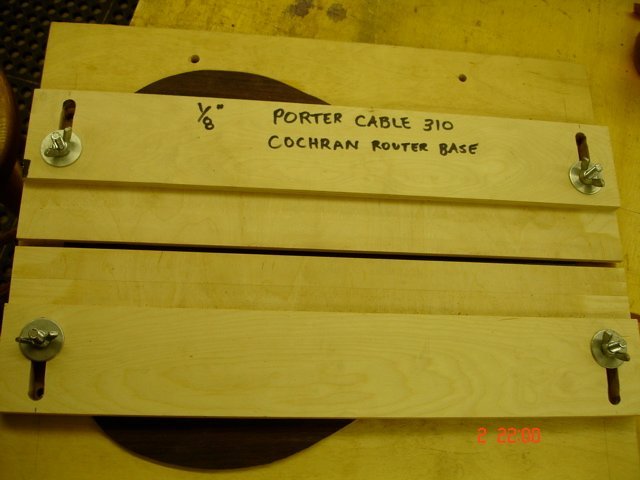 1/8" PORTER CABLE 310
COCHRAN ROUTER BASE
2 22:00